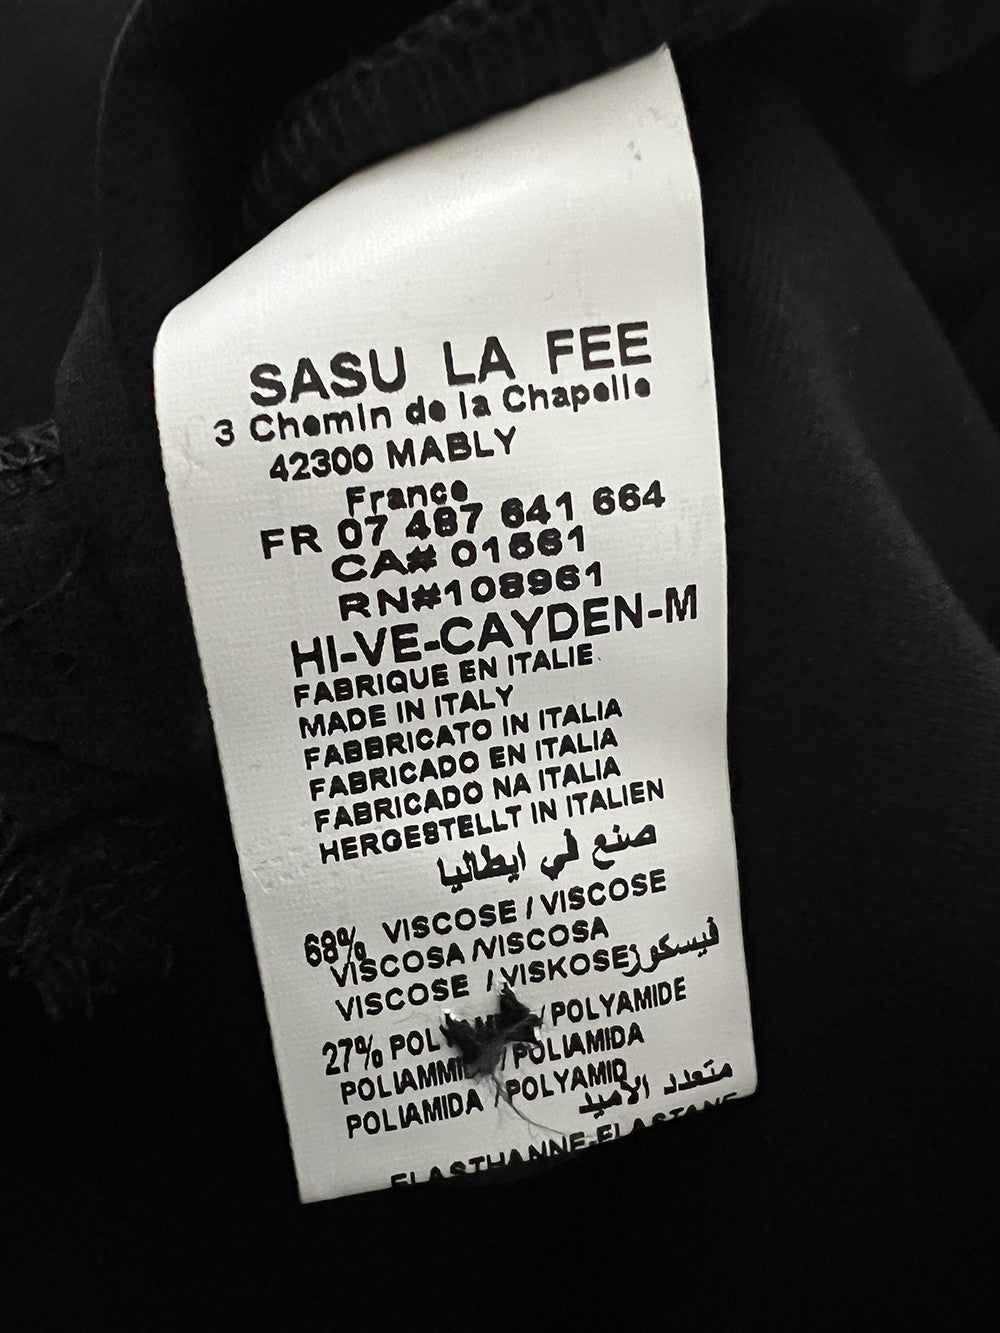 SASU LA FEE
3 Chemin de la Chapelle
42300 MABLY
France
FR 07 487 641 664
CA# 01661
RN#108961
HI-VE-CAYDEN-M
FABRIQUE EN ITALIE
MADE IN ITALY
FABBRICATO IN ITALIA
FABRICADO EN ITALIA
FABRICADO NA ITALIA
HERGESTELLT IN ITALIEN
صنع في ايطاليا
68% VISCOSE / VISCOSE
VISCOSA /VISCOSA
VISCOSE / VISKOSE فيسكوز
27% /POLYAMIDE
/POLIAMIDA
POLIAMIDA / POLYAMID
متعدد الأميد
ELASTHANNE-ELASTANE